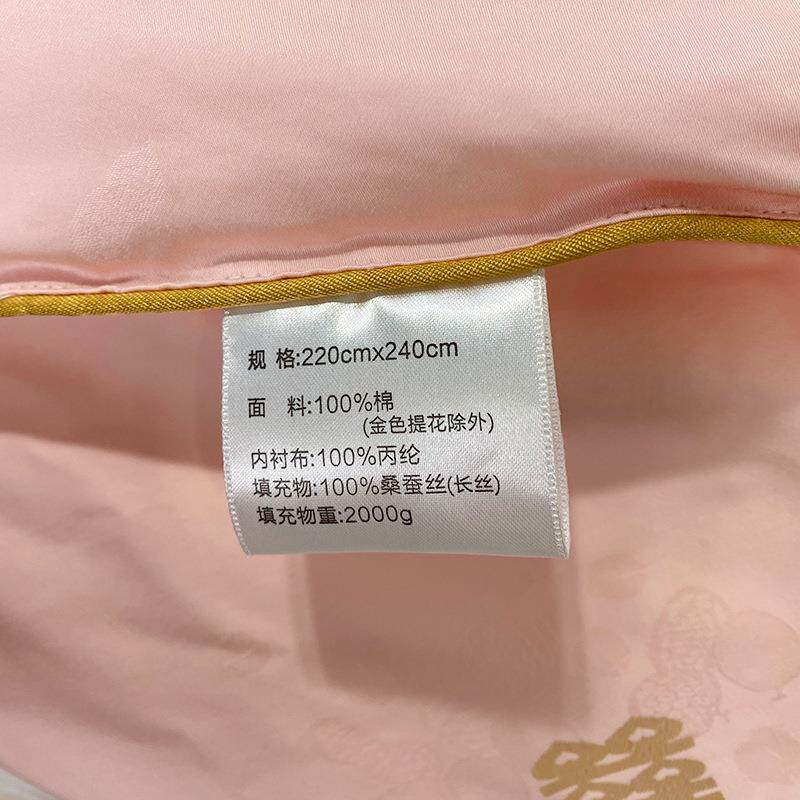 规 格:220cmx240cm
面 料:100%棉
(金色提花除外)
内衬布:100%丙纶
填充物:100%桑蚕丝(长丝)
填充物重:2000g